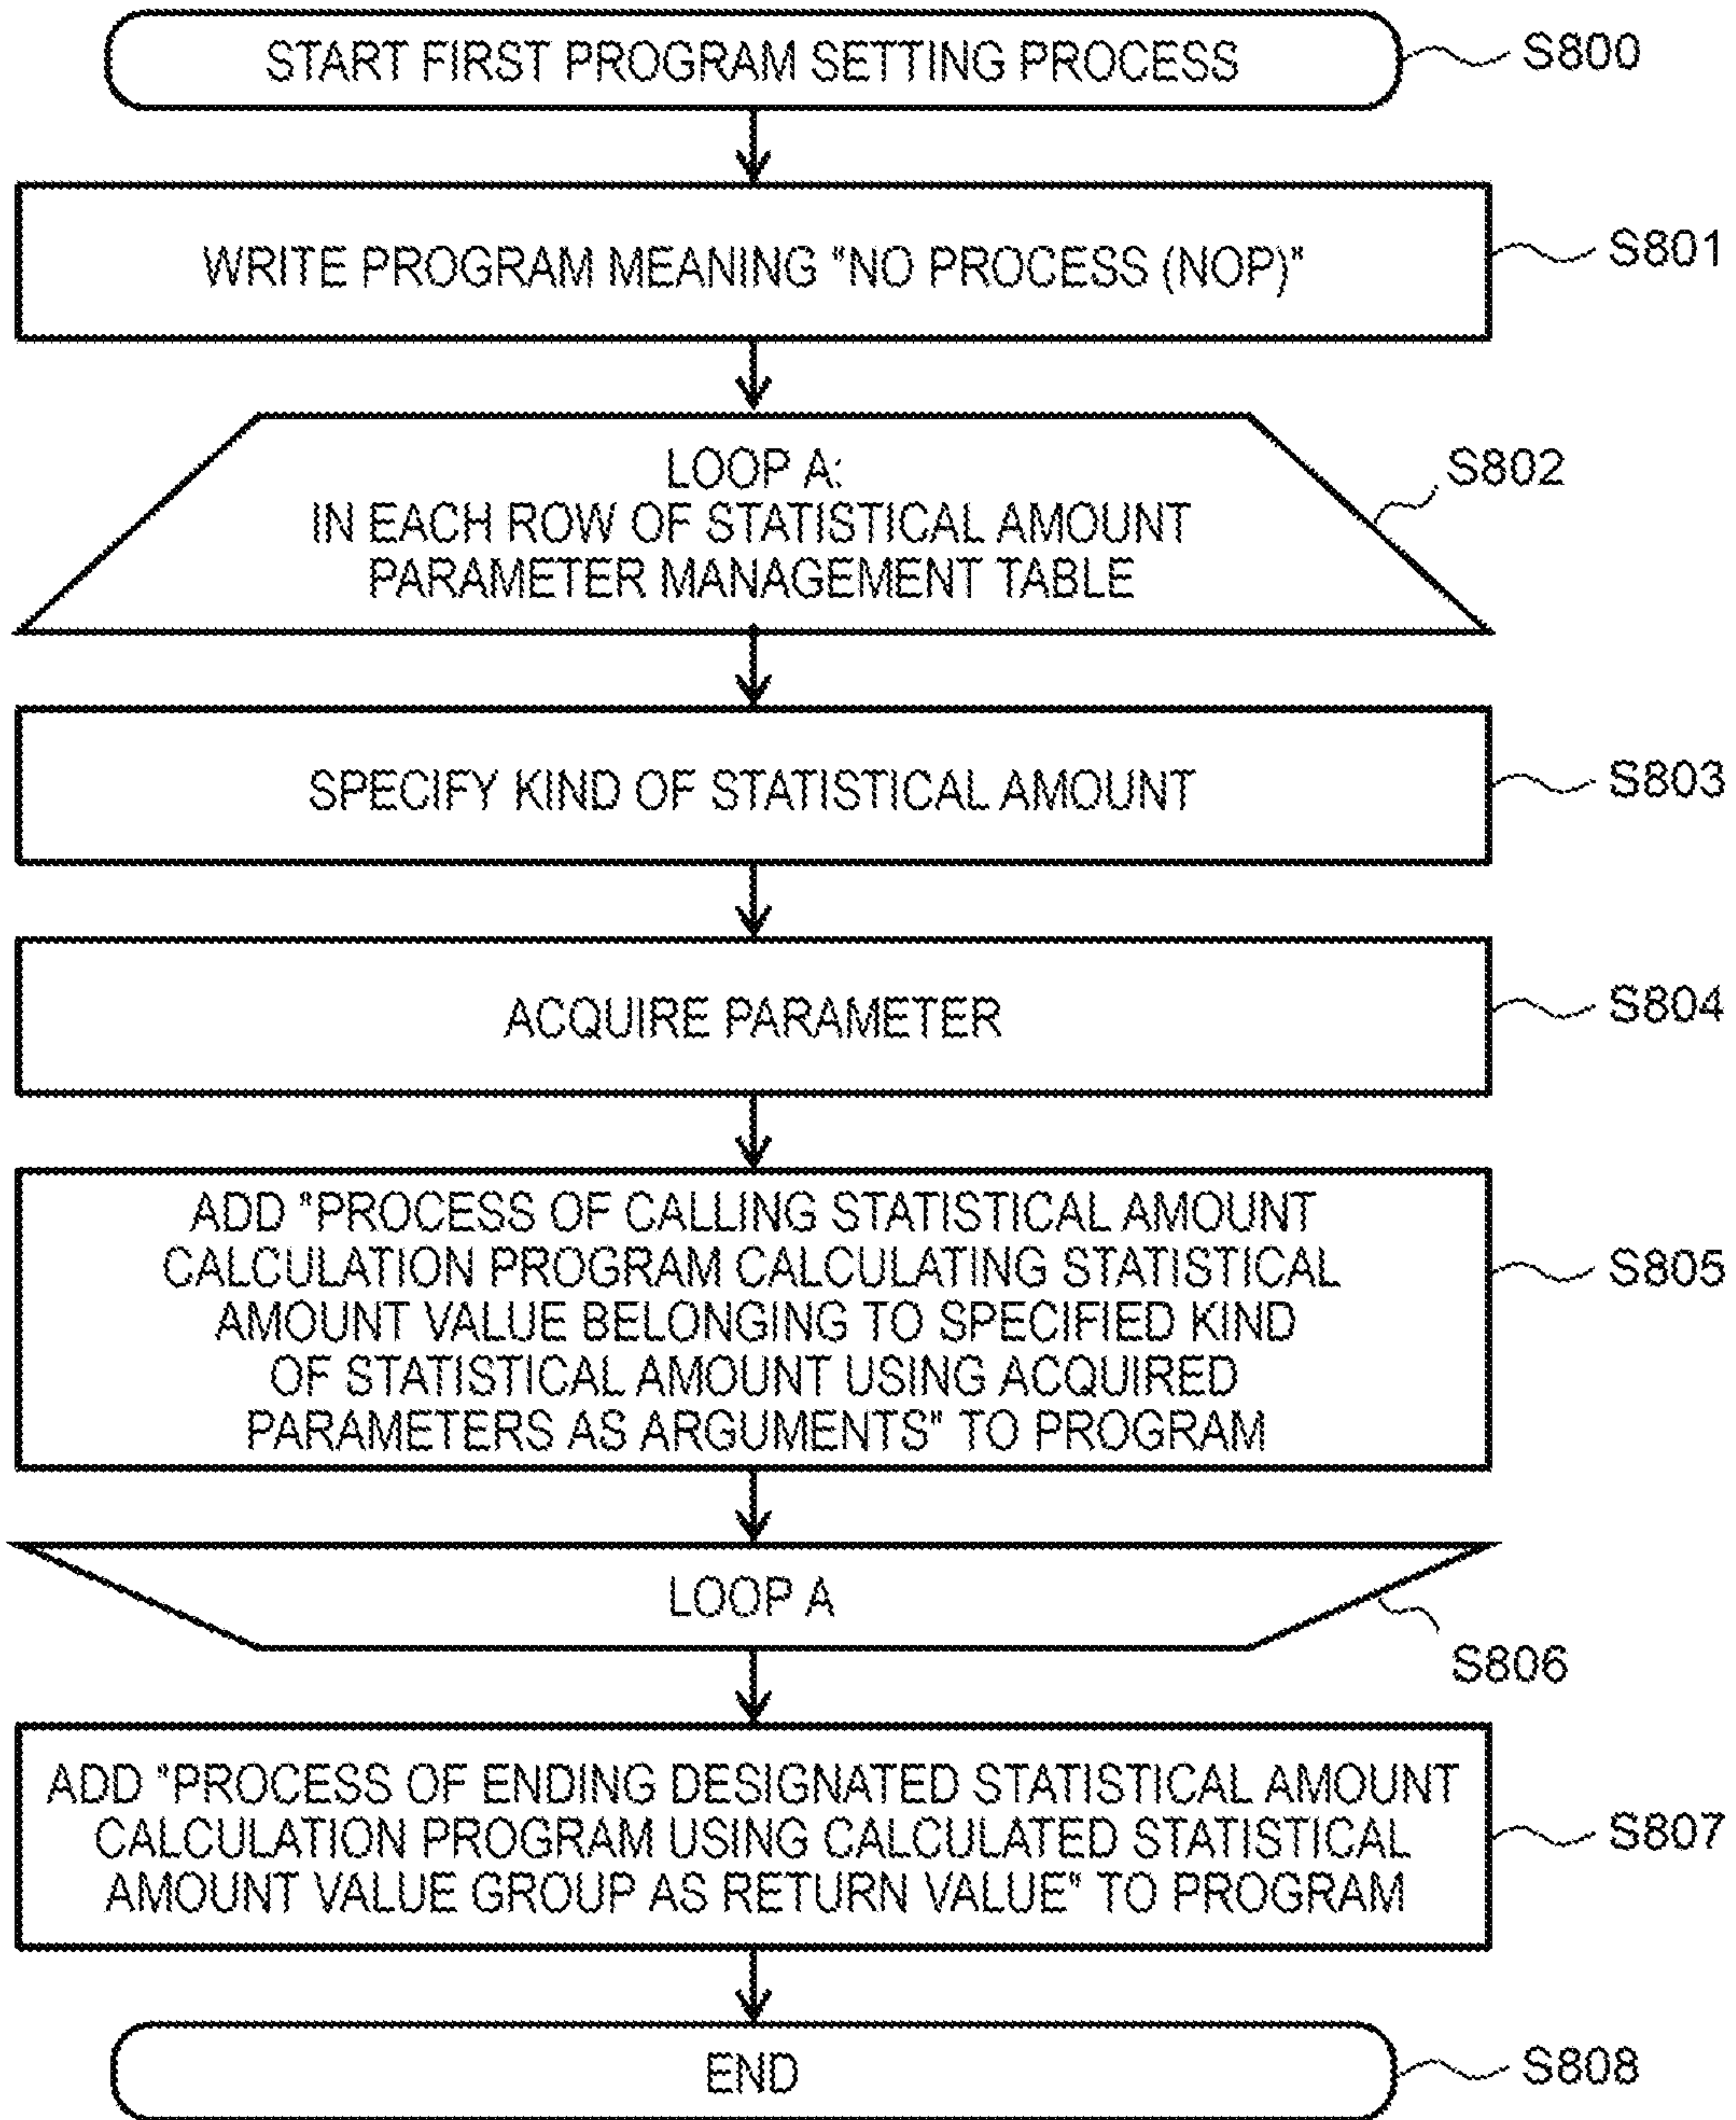 START FIRST PROGRAM SETTING PROCESS
S800
WRITE PROGRAM MEANING "NO PROCESS (NOP)"
S801
LOOP A:
IN EACH ROW OF STATISTICAL AMOUNT
PARAMETER MANAGEMENT TABLE
S802
SPECIFY KIND OF STATISTICAL AMOUNT
S803
ACQUIRE PARAMETER
S804
ADD "PROCESS OF CALLING STATISTICAL AMOUNT
CALCULATION PROGRAM CALCULATING STATISTICAL
AMOUNT VALUE BELONGING TO SPECIFIED KIND
OF STATISTICAL AMOUNT USING ACQUIRED
PARAMETERS AS ARGUMENTS" TO PROGRAM
S805
LOOP A
S806
ADD "PROCESS OF ENDING DESIGNATED STATISTICAL AMOUNT
CALCULATION PROGRAM USING CALCULATED STATISTICAL
AMOUNT VALUE GROUP AS RETURN VALUE" TO PROGRAM
S807
END
S808